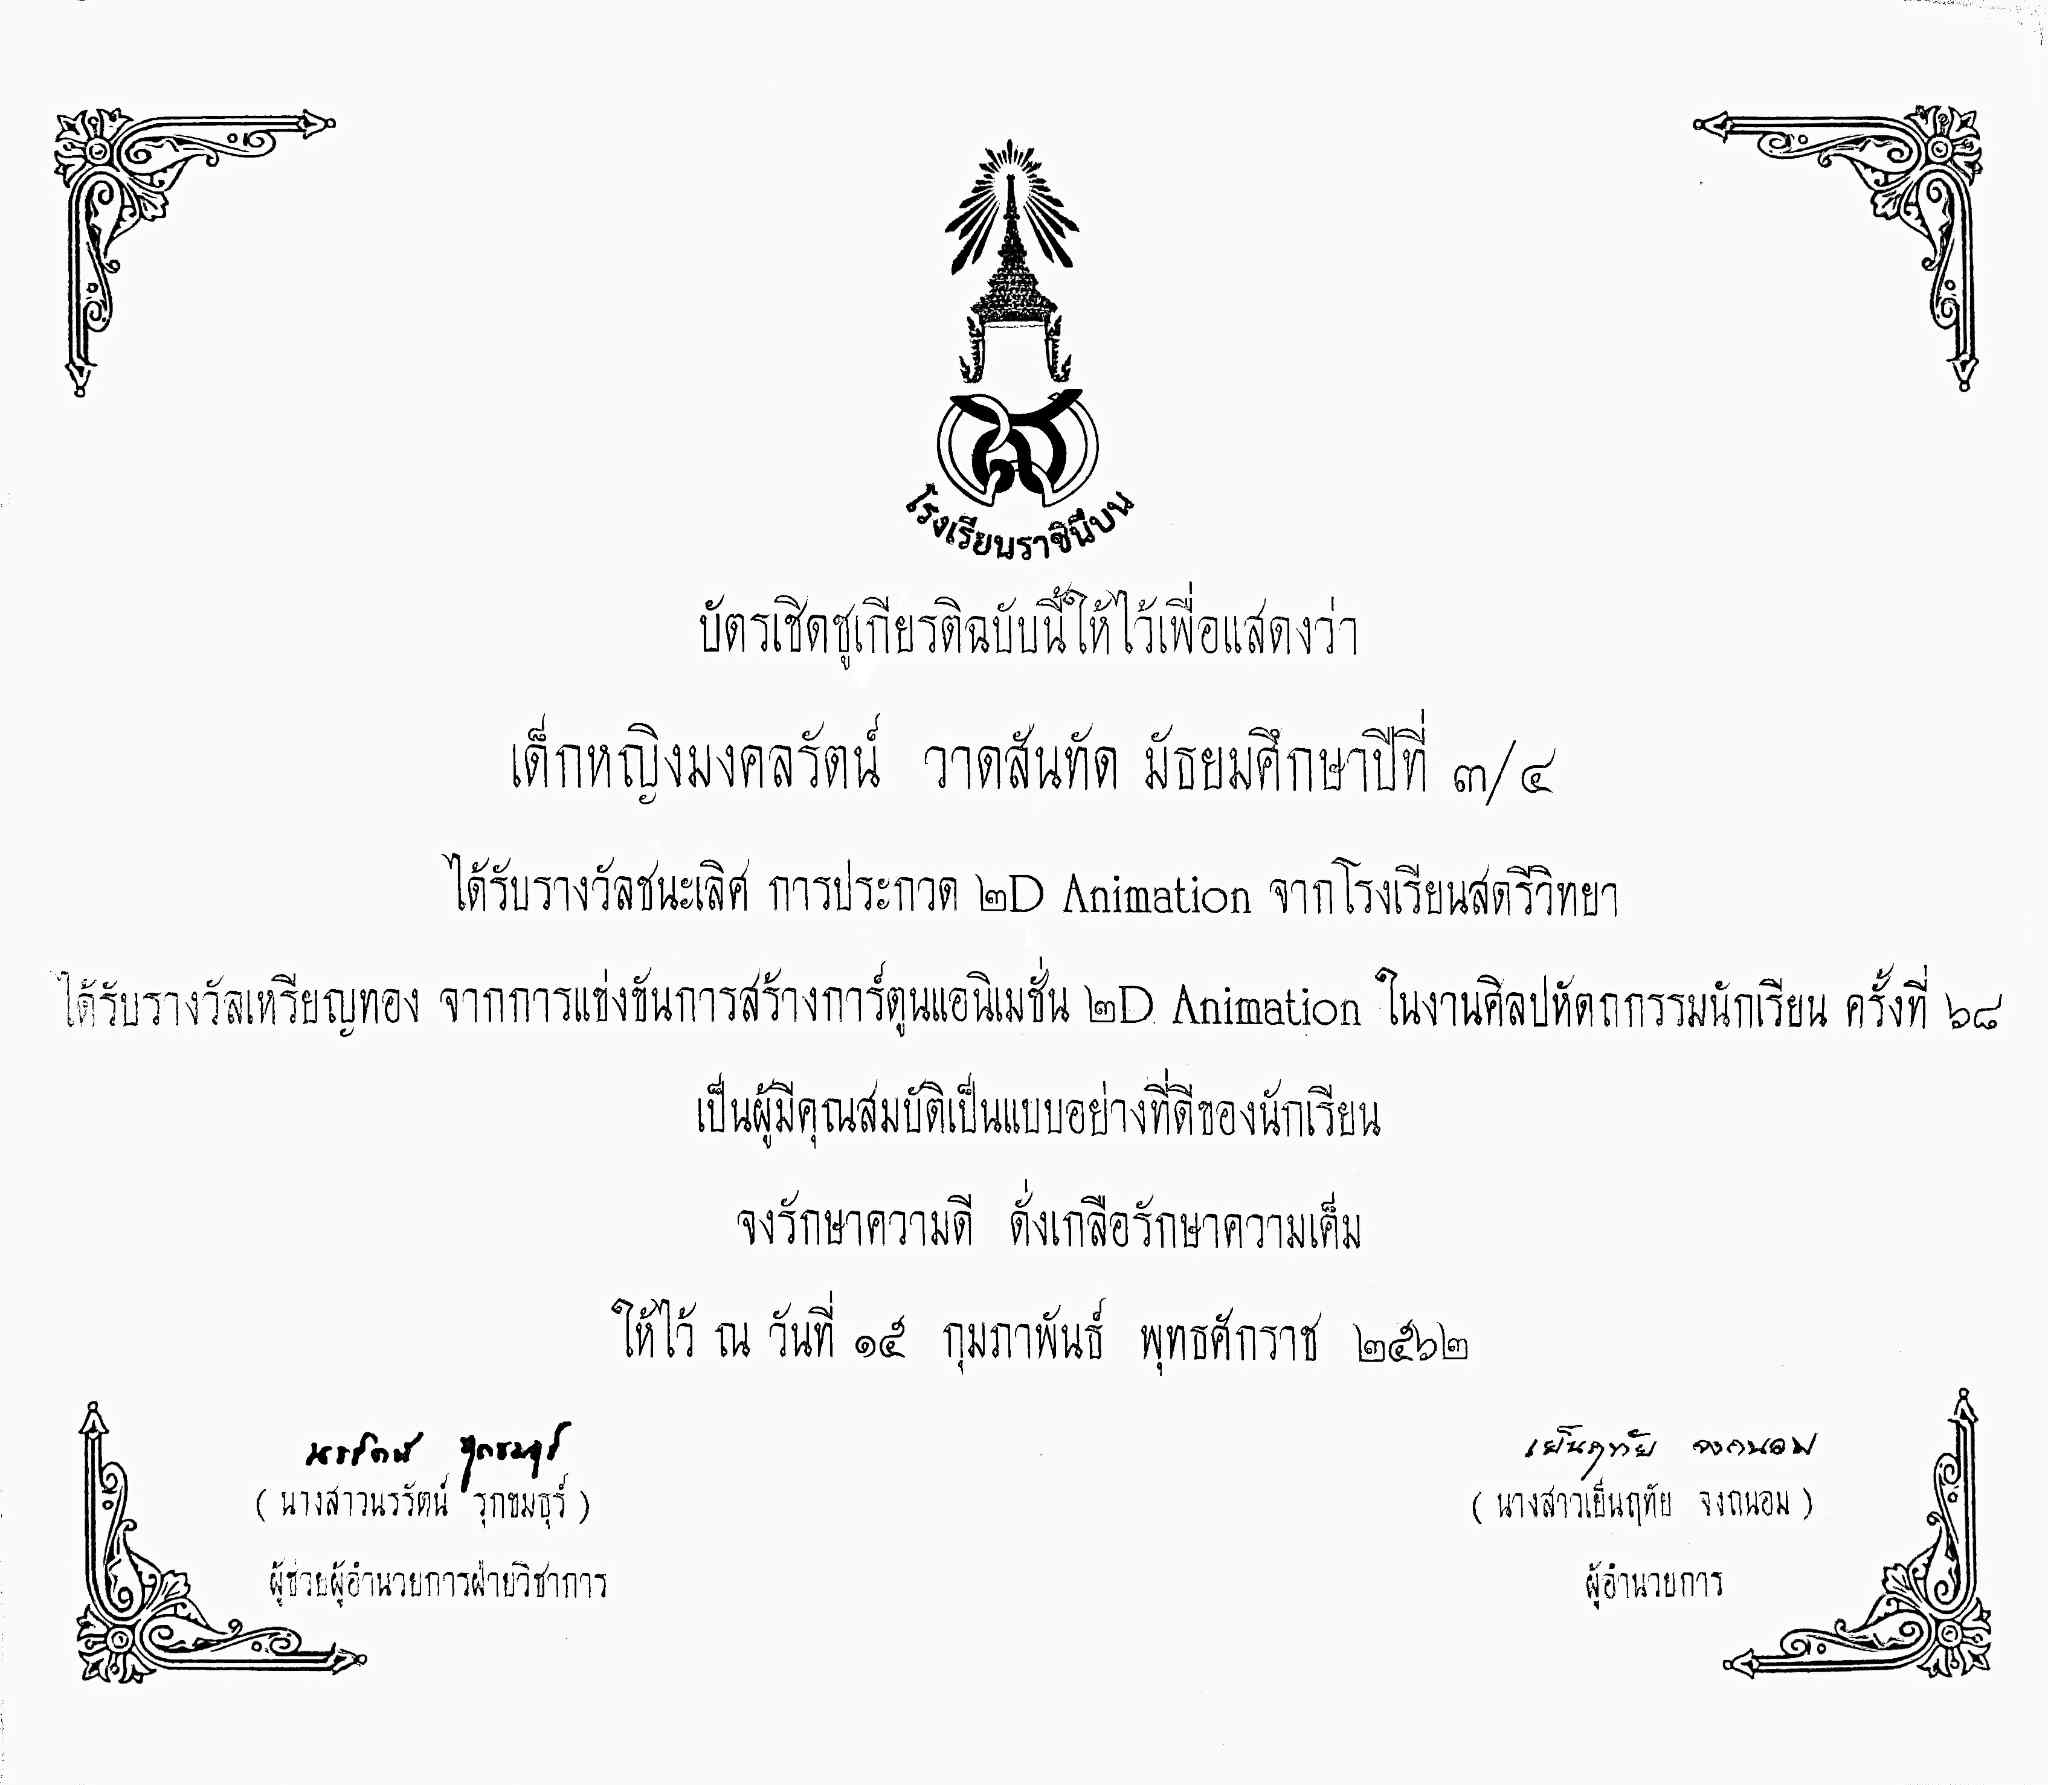 โรงเรียนราชินีบน
บัตรเชิดชูเกียรติฉบับนี้ให้ไว้เพื่อแสดงว่า
เด็กหญิงมงคลรัตน์ วาดสันทัด มัธยมศึกษาปีที่ ๓/๔
ได้รับรางวัลชนะเลิศ การประกวด ๒D Animation จากโรงเรียนสตรีวิทยา
ได้รับรางวัลเหรียญทอง จากการแข่งขันการสร้างการ์ตูนแอนิเมชั่น ๒D Animation ในงานศิลปหัตถกรรมนักเรียน ครั้งที่ ๖๘
เป็นผู้มีคุณสมบัติเป็นแบบอย่างที่ดีของนักเรียน
จงรักษาความดี ดั่งเกลือรักษาความเค็ม
ให้ไว้ ณ วันที่ ๑๕ กุมภาพันธ์ พุทธศักราช ๒๕๖๒
นรรัตน์ รุกขมธุร์ เย็นฤทัย จงถนอม
( นางสาวนรรัตน์ รุกขมธุร์ ) ( นางสาวเย็นฤทัย จงถนอม )
ผู้ช่วยผู้อำนวยการฝ่ายวิชาการ ผู้อำนวยการ